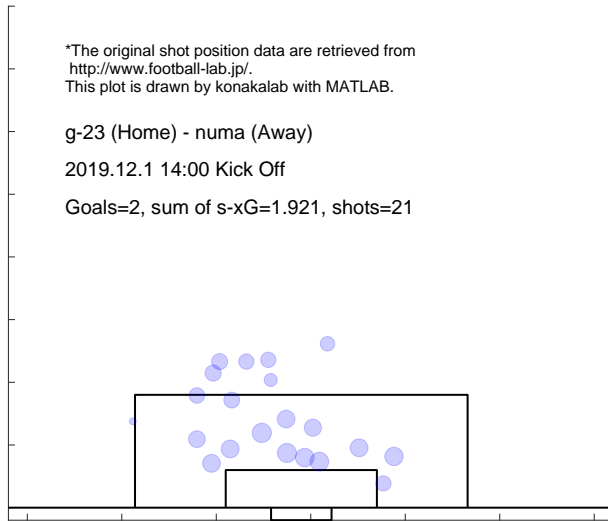 *The original shot position data are retrieved from
http://www.football-lab.jp/.
This plot is drawn by konakalab with MATLAB.
g-23 (Home) - numa (Away)
2019.12.1 14:00 Kick Off
Goals=2, sum of s-xG=1.921, shots=21